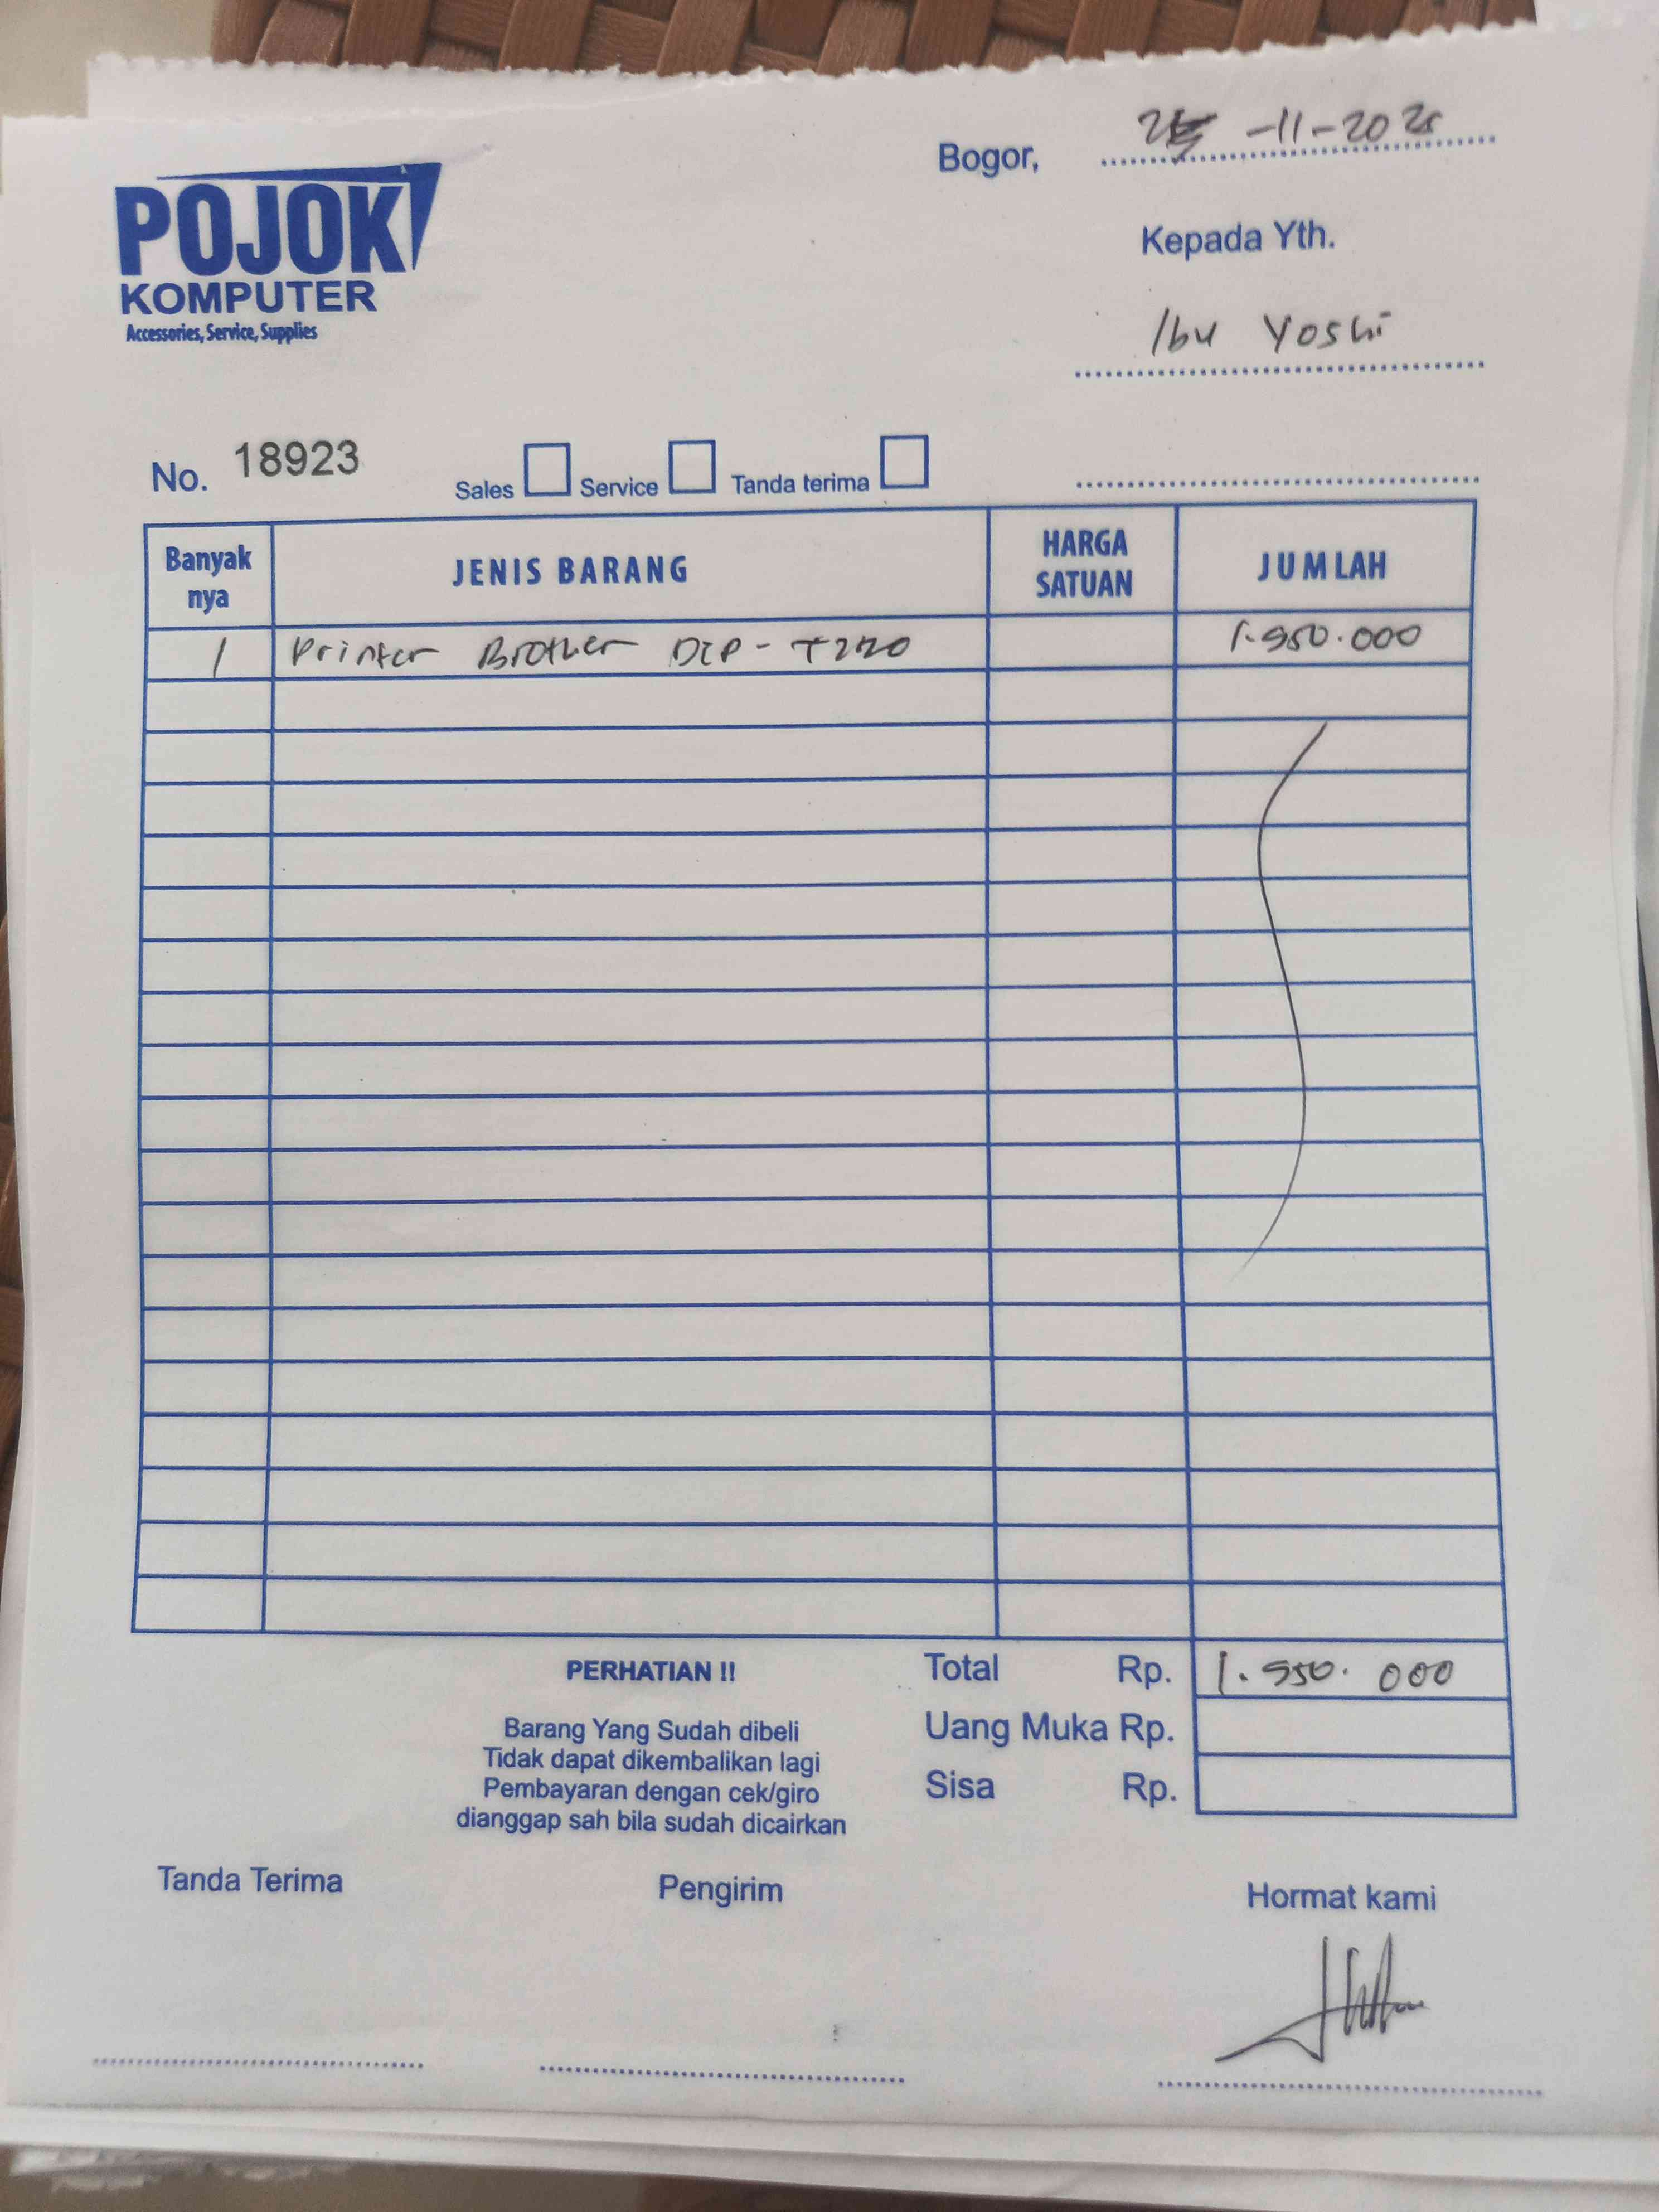 Bogor, -11-2025
POJOK
KOMPUTER
Accessories, Service, Supplies
Kepada Yth.
Ibu Yoshi
No. 18923
Sales Service Tanda terima
Banyak nya JENIS BARANG HARGA SATUAN JUMLAH
1 Printer Brother DCP-T220 1.950.000
Total Rp. 1.950.000
Uang Muka Rp.
Sisa Rp.
PERHATIAN !!
Barang Yang Sudah dibeli
Tidak dapat dikembalikan lagi
Pembayaran dengan cek/giro
dianggap sah bila sudah dicairkan
Tanda Terima Pengirim Hormat kami